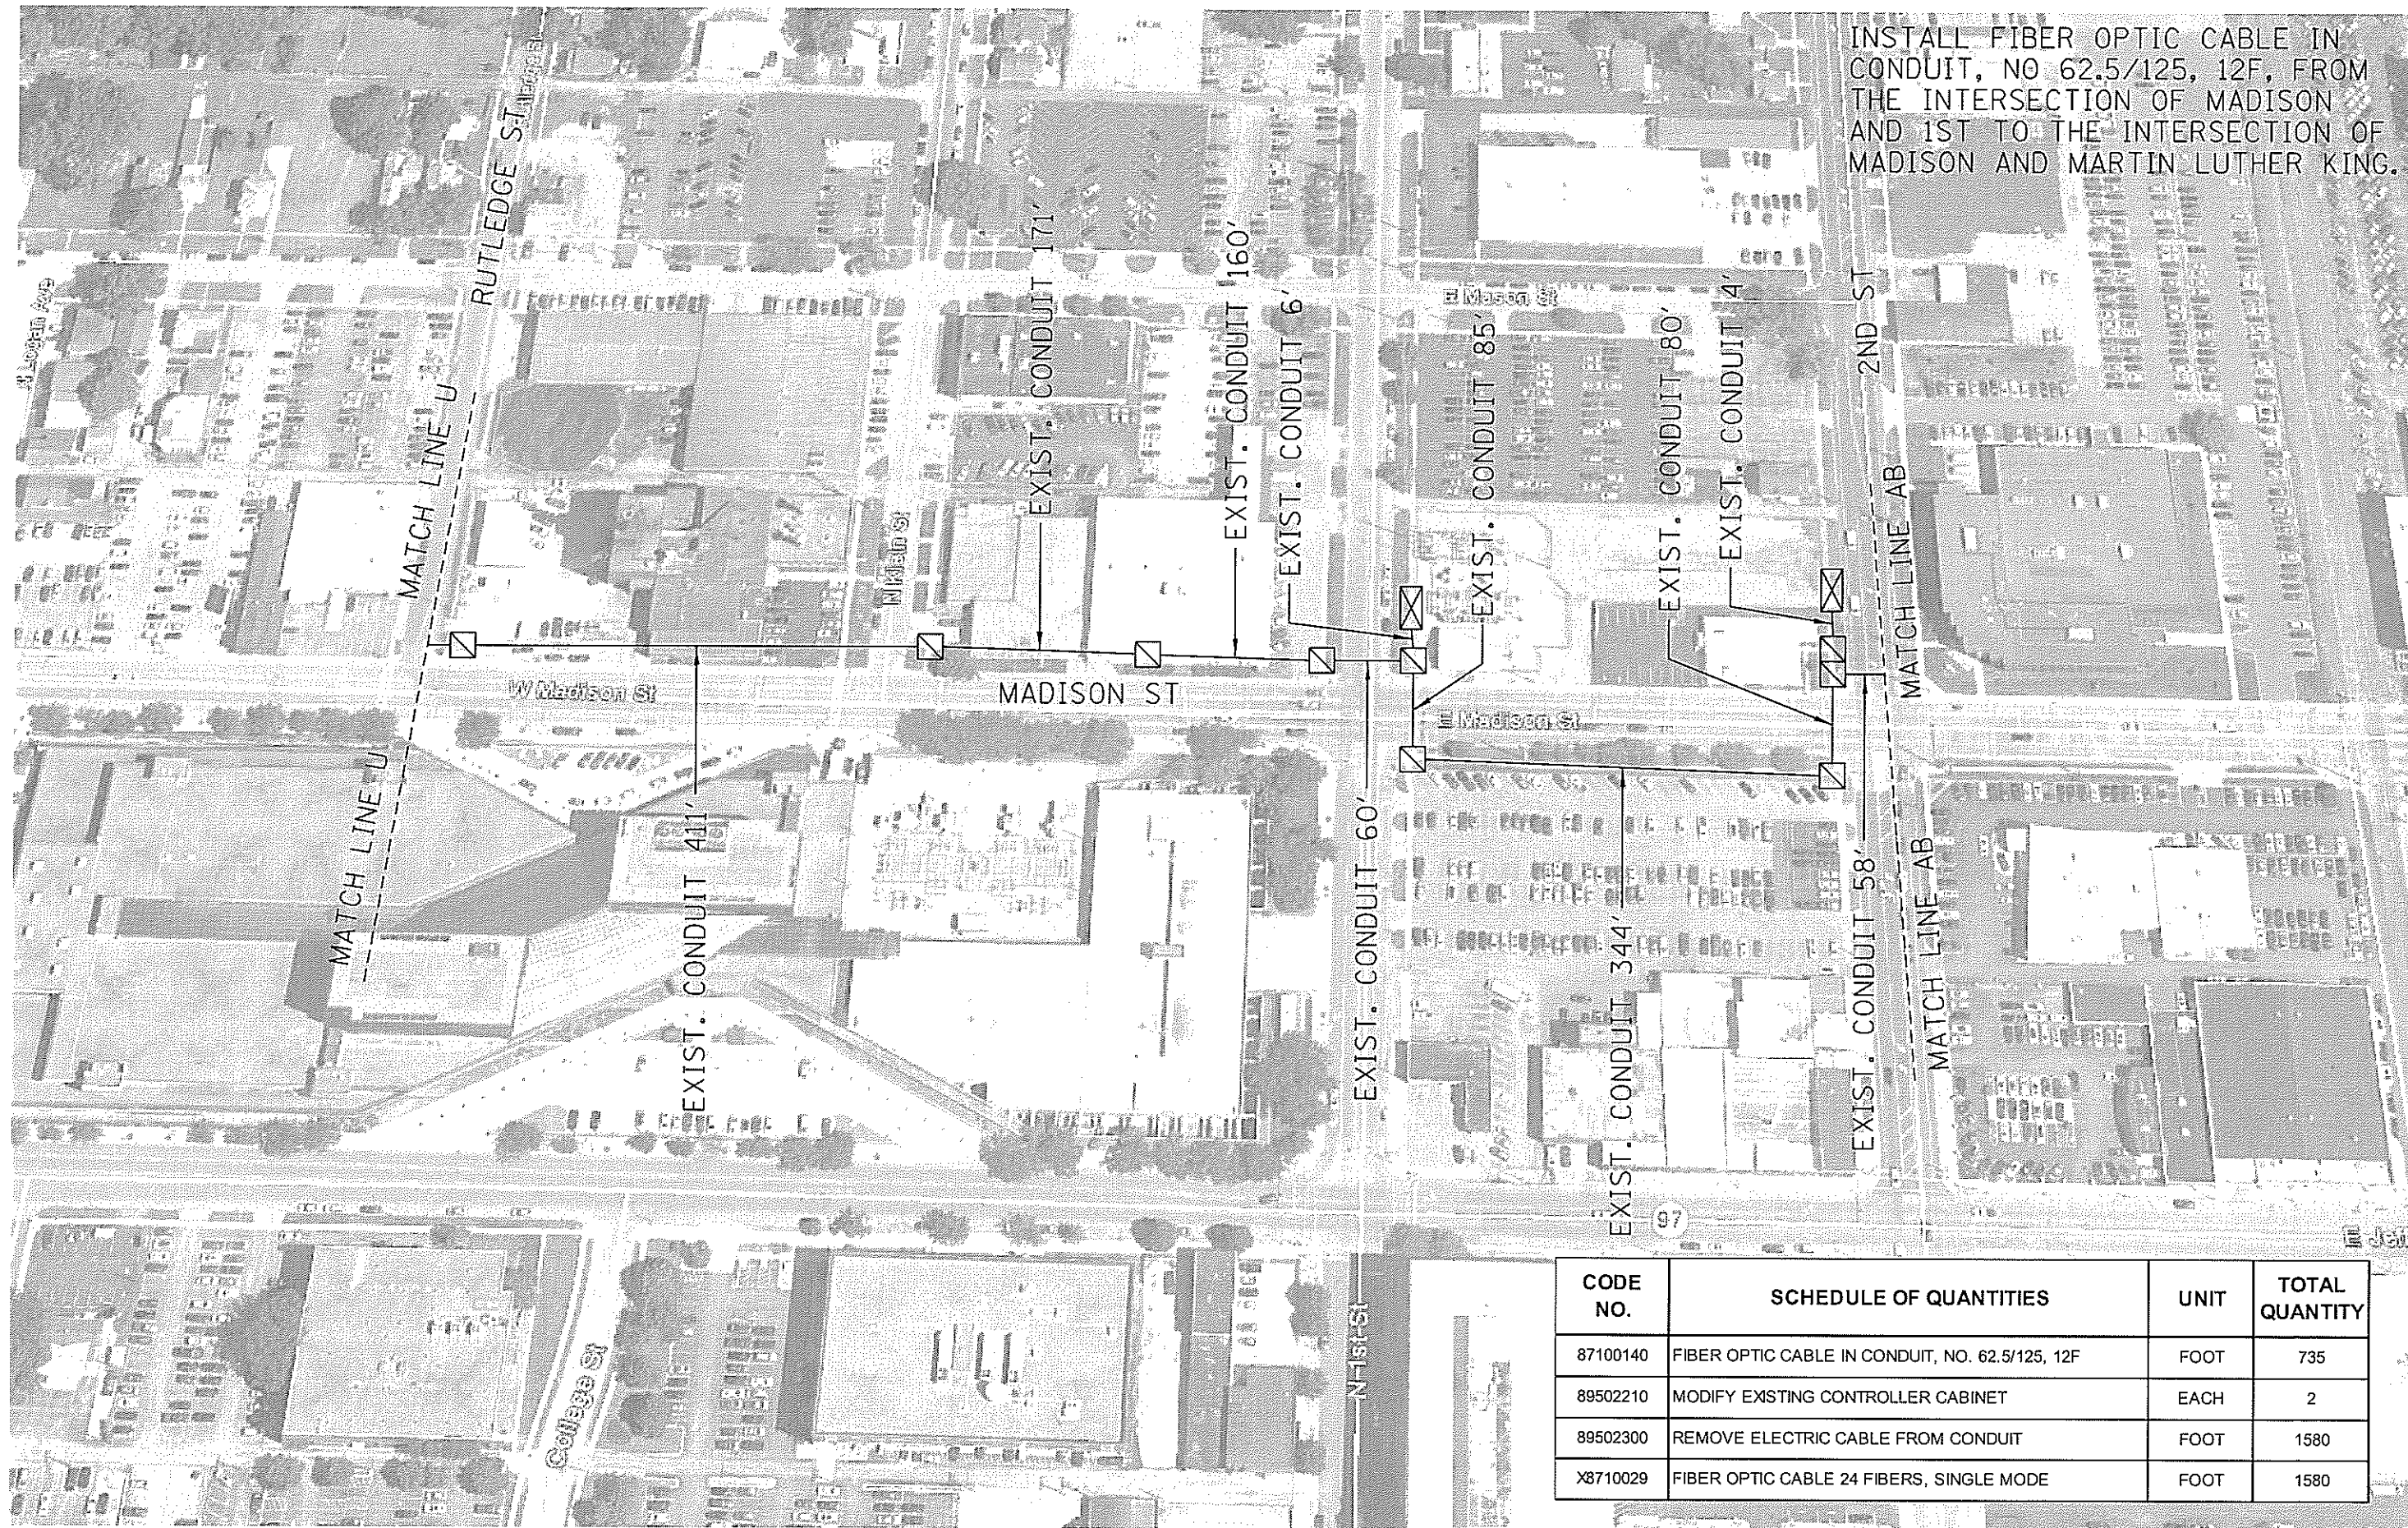 INSTALL FIBER OPTIC CABLE IN
CONDUIT, NO 62.5/125, 12F, FROM
THE INTERSECTION OF MADISON
AND 1ST TO THE INTERSECTION OF
MADISON AND MARTIN LUTHER KING.
RUTLEDGE ST
N Logan Ave
MATCH LINE U
MATCH LINE U
N Klein St
EXIST. CONDUIT 171'
EXIST. CONDUIT 160'
EXIST. CONDUIT 6'
E Mason St
EXIST. CONDUIT 85'
EXIST. CONDUIT 80'
EXIST. CONDUIT 4'
2ND ST
MATCH LINE AB
W Madison St
MADISON ST
E Madison St
EXIST. CONDUIT 411'
EXIST. CONDUIT 60'
EXIST. CONDUIT 344'
EXIST. CONDUIT 58'
MATCH LINE AB
97
College St
N 1st St
CODE NO. SCHEDULE OF QUANTITIES UNIT TOTAL QUANTITY
87100140 FIBER OPTIC CABLE IN CONDUIT, NO. 62.5/125, 12F FOOT 735
89502210 MODIFY EXISTING CONTROLLER CABINET EACH 2
89502300 REMOVE ELECTRIC CABLE FROM CONDUIT FOOT 1580
X8710029 FIBER OPTIC CABLE 24 FIBERS, SINGLE MODE FOOT 1580